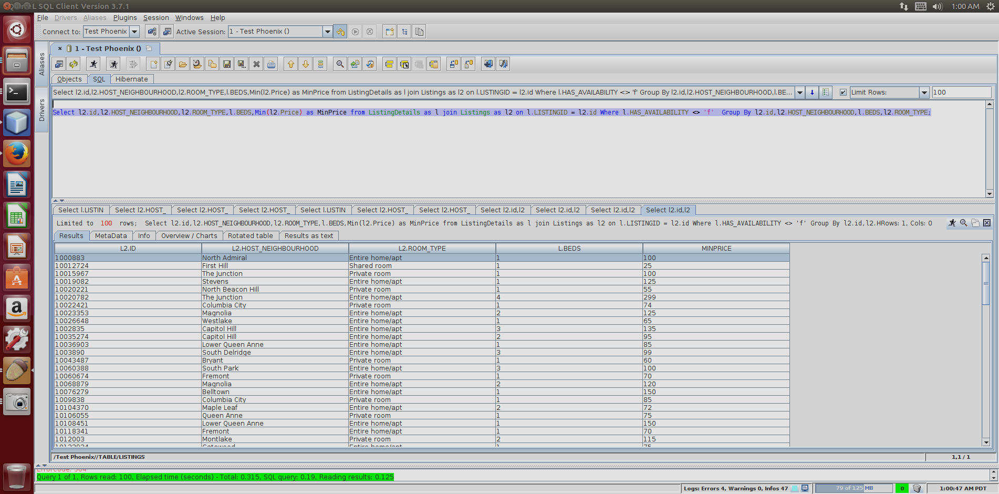 SQL Client Version 3.7.1
1:00 AM
File Drivers Aliases Plugins Session Windows Help
Connect to: Test Phoenix Active Session: 1 - Test Phoenix ()
1 - Test Phoenix ()
Aliases
Drivers
Objects SQL Hibernate
Select l2.id,l2.HOST_NEIGHBOURHOOD,l2.ROOM_TYPE,l.BEDS,Min(l2.Price) as MinPrice from ListingDetails as l join Listings as l2 on l.LISTINGID = l2.id Where l.HAS_AVAILABILITY <> 'f' Group By l2.id,l2.HOST_NEIGHBOURHOOD,l.BE... Limit Rows: 100
Select l2.id,l2.HOST_NEIGHBOURHOOD,l2.ROOM_TYPE,l.BEDS,Min(l2.Price) as MinPrice from ListingDetails as l join Listings as l2 on l.LISTINGID = l2.id Where l.HAS_AVAILABILITY <> 'f'  Group By l2.id,l2.HOST_NEIGHBOURHOOD,l.BEDS,l2.ROOM_TYPE;
Select l.LISTIN Select l2.HOST_ Select l2.HOST_ Select l2.HOST_ Select l.LISTIN Select l2.HOST_ Select l2.HOST_ Select l2.id,l2 Select l2.id,l2 Select l2.id,l2 Select l2.id,l2
Limited to 100 rows; Select l2.id,l2.HOST_NEIGHBOURHOOD,l2.ROOM_TYPE,l.BEDS,Min(l2.Price) as MinPrice from ListingDetails as l join Listings as l2 on l.LISTINGID = l2.id Where l.HAS_AVAILABILITY <> 'f' Group By l2.id,l2.HRows: 1, Cols: 0
Results MetaData Info Overview / Charts Rotated table Results as text
L2.ID L2.HOST_NEIGHBOURHOOD L2.ROOM_TYPE L.BEDS MINPRICE
1000883 North Admiral Entire home/apt 1 100
10012724 First Hill Shared room 1 25
10015967 The Junction Private room 1 100
10019082 Stevens Entire home/apt 1 125
10020221 North Beacon Hill Private room 1 55
10020782 The Junction Entire home/apt 4 299
10022421 Columbia City Private room 1 74
10023353 Magnolia Entire home/apt 2 125
10026648 Westlake Entire home/apt 1 65
1002835 Capitol Hill Entire home/apt 3 135
10035274 Capitol Hill Entire home/apt 2 95
10036903 Lower Queen Anne Entire home/apt 1 85
1003890 South Delridge Entire home/apt 3 99
10043487 Bryant Private room 1 60
10060388 South Park Entire home/apt 3 100
10060674 Fremont Private room 1 70
10068879 Magnolia Entire home/apt 2 120
10076279 Belltown Entire home/apt 1 150
1009838 Columbia City Private room 1 85
10104370 Maple Leaf Entire home/apt 2 72
10106055 Queen Anne Private room 1 75
10108451 Lower Queen Anne Entire home/apt 1 150
10118341 Fremont Entire home/apt 1 70
1012003 Montlake Private room 2 115
Entire home/apt 1 75
/Test Phoenix//TABLE/LISTINGS 1,1 / 1
Query 1 of 1, Rows read: 100, Elapsed time (seconds) - Total: 0.315, SQL query: 0.19, Reading results: 0.125
Logs: Errors 4, Warnings 0, Infos 47 79 of 125 MB 0 1:00:47 AM PDT